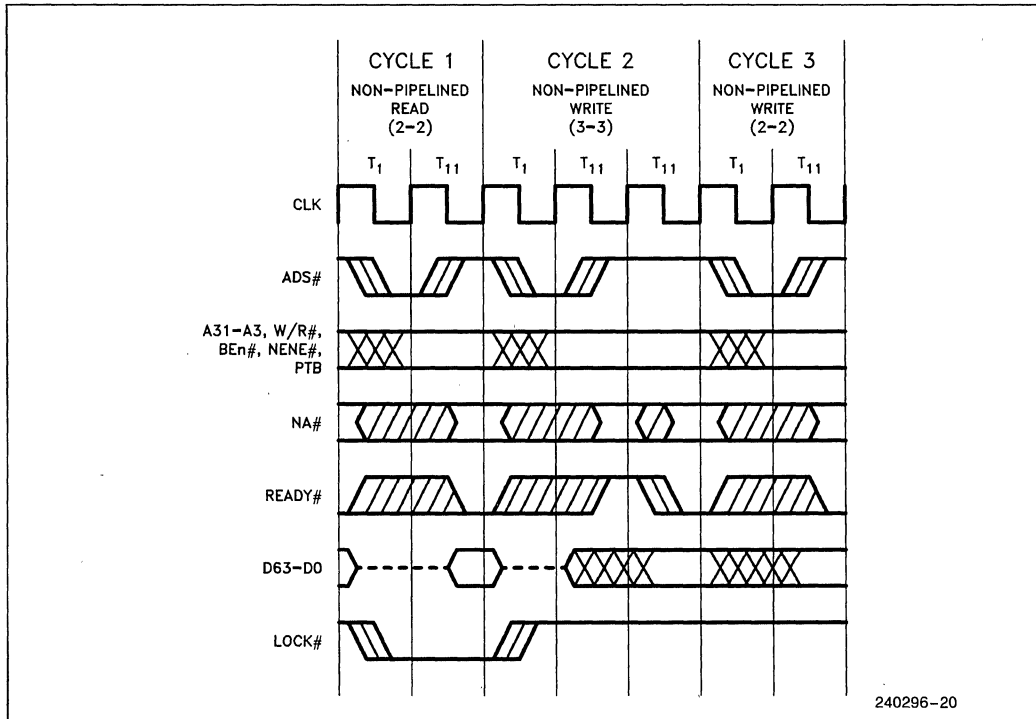 CYCLE 1
NON-PIPELINED
READ
(2-2)
CYCLE 2
NON-PIPELINED
WRITE
(3-3)
CYCLE 3
NON-PIPELINED
WRITE
(2-2)
T1 T11 T1 T11 T11 T1 T11
CLK
ADS#
A31-A3, W/R#,
BEn#, NENE#,
PTB
NA#
READY#
D63-D0
LOCK#
240296-20